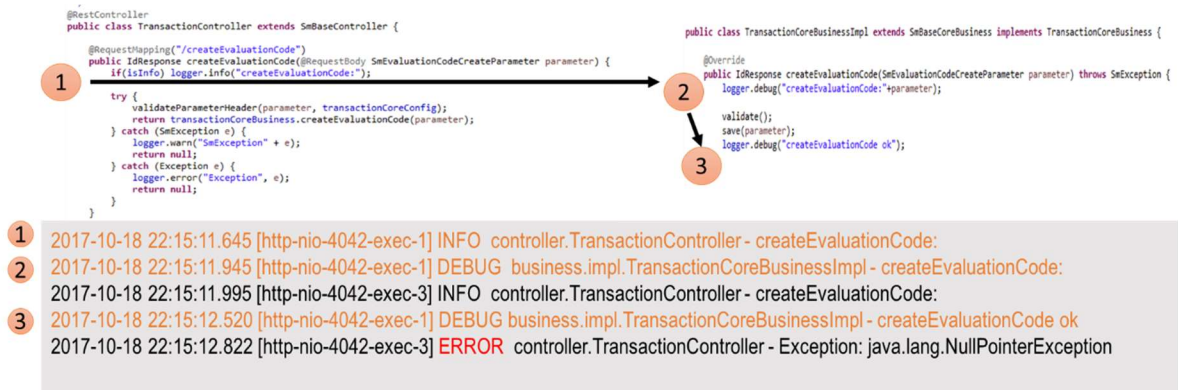 @RestController
public class TransactionController extends SmBaseController {
@RequestMapping("/createEvaluationCode")
public IdResponse createEvaluationCode(@RequestBody SmEvaluationCodeCreateParameter parameter) {
if(isInfo) logger.info("createEvaluationCode:");
try {
validateParameterHeader(parameter, transactionCoreConfig);
return transactionCoreBusiness.createEvaluationCode(parameter);
} catch (SmException e) {
logger.warn("SmException" + e);
return null;
} catch (Exception e) {
logger.error("Exception", e);
return null;
}
}
1
public class TransactionCoreBusinessImpl extends SmBaseCoreBusiness implements TransactionCoreBusiness {
@Override
public IdResponse createEvaluationCode(SmEvaluationCodeCreateParameter parameter) throws SmException {
logger.debug("createEvaluationCode:"+parameter);
validate();
save(parameter);
logger.debug("createEvaluationCode ok");
2
3
1 2017-10-18 22:15:11.645 [http-nio-4042-exec-1] INFO controller.TransactionController - createEvaluationCode:
2 2017-10-18 22:15:11.945 [http-nio-4042-exec-1] DEBUG business.impl.TransactionCoreBusinessImpl - createEvaluationCode:
2017-10-18 22:15:11.995 [http-nio-4042-exec-3] INFO controller.TransactionController - createEvaluationCode:
3 2017-10-18 22:15:12.520 [http-nio-4042-exec-1] DEBUG business.impl.TransactionCoreBusinessImpl - createEvaluationCode ok
2017-10-18 22:15:12.822 [http-nio-4042-exec-3] ERROR controller.TransactionController - Exception: java.lang.NullPointerException